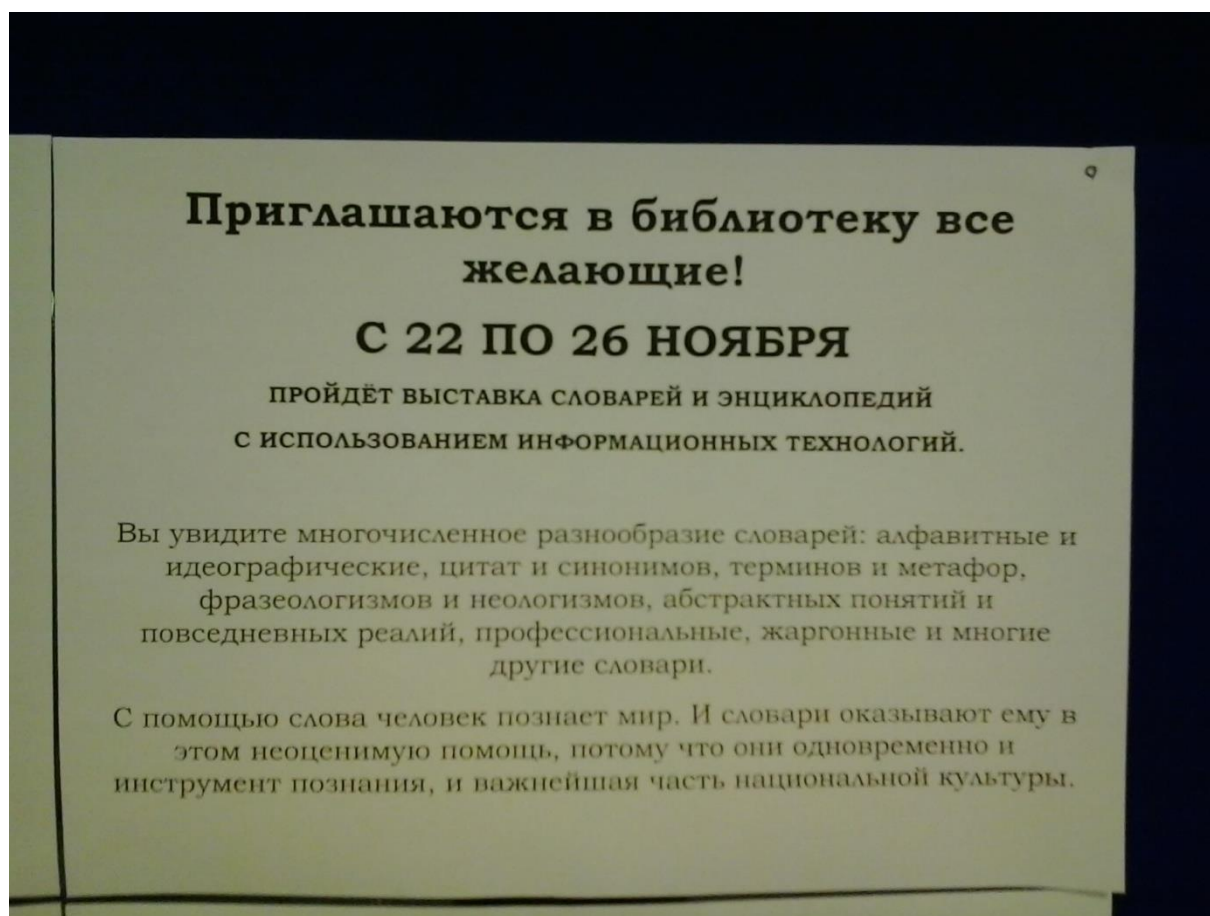 Приглашаются в библиотеку все
желающие!
С 22 ПО 26 НОЯБРЯ
ПРОЙДЁТ ВЫСТАВКА СЛОВАРЕЙ И ЭНЦИКЛОПЕДИЙ
С ИСПОЛЬЗОВАНИЕМ ИНФОРМАЦИОННЫХ ТЕХНОЛОГИЙ.
Вы увидите многочисленное разнообразие словарей: алфавитные и
идеографические, цитат и синонимов, терминов и метафор,
фразеологизмов и неологизмов, абстрактных понятий и
повседневных реалий, профессиональные, жаргонные и многие
другие словари.
С помощью слова человек познает мир. И словари оказывают ему в
этом неоценимую помощь, потому что они одновременно и
инструмент познания, и важнейшая часть национальной культуры.